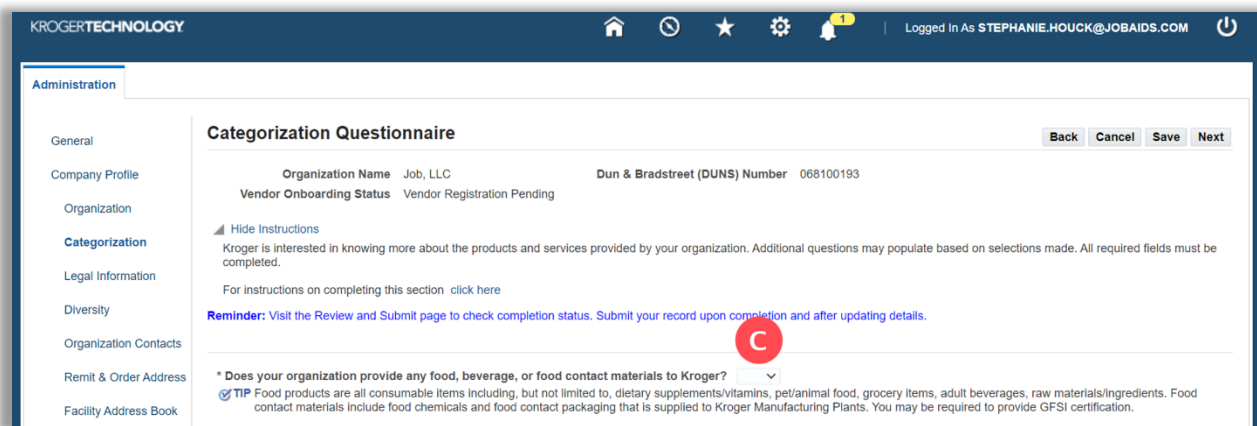 KROGERTECHNOLOGY.
1
Logged In As STEPHANIE.HOUCK@JOBAIDS.COM
Administration
General
Company Profile
Organization
Categorization
Legal Information
Diversity
Organization Contacts
Remit & Order Address
Facility Address Book
Categorization Questionnaire
Back Cancel Save Next
Organization Name Job, LLC Dun & Bradstreet (DUNS) Number 068100193
Vendor Onboarding Status Vendor Registration Pending
Hide Instructions
Kroger is interested in knowing more about the products and services provided by your organization. Additional questions may populate based on selections made. All required fields must be
completed.
For instructions on completing this section click here
Reminder: Visit the Review and Submit page to check completion status. Submit your record upon completion and after updating details.
C
* Does your organization provide any food, beverage, or food contact materials to Kroger?
TIP Food products are all consumable items including, but not limited to, dietary supplements/vitamins, pet/animal food, grocery items, adult beverages, raw materials/ingredients. Food
contact materials include food chemicals and food contact packaging that is supplied to Kroger Manufacturing Plants. You may be required to provide GFSI certification.